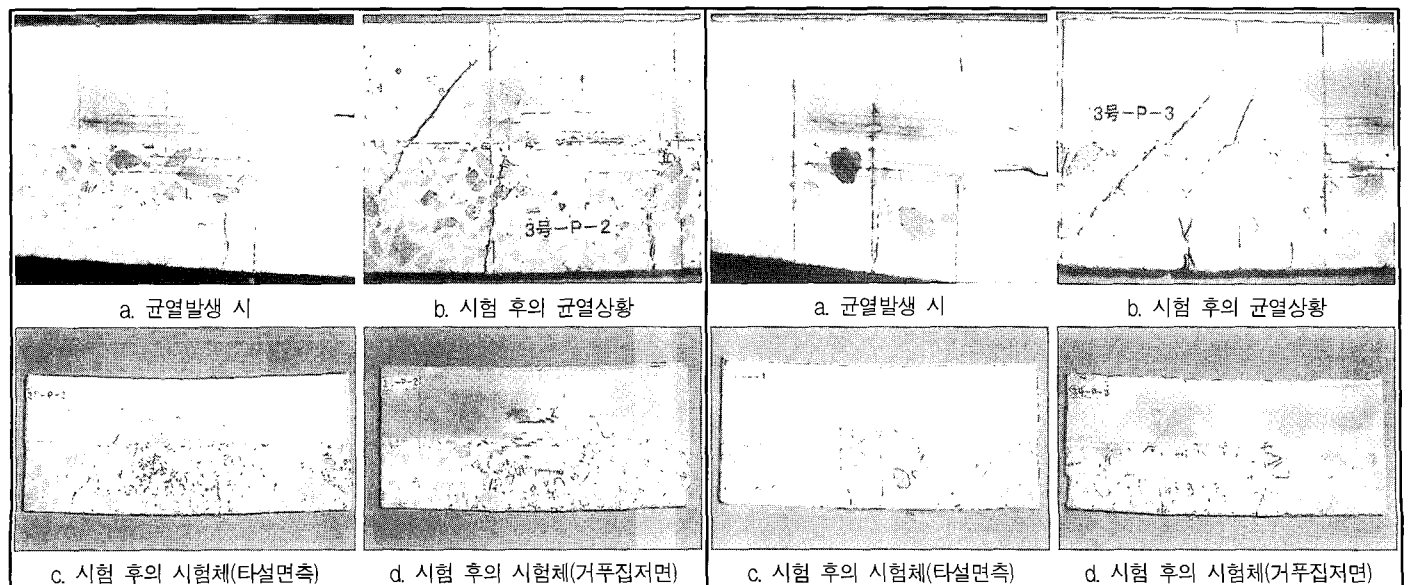 3号-P-2
3号-P-3
a. 균열발생 시
b. 시험 후의 균열상황
a. 균열발생 시
b. 시험 후의 균열상황
c. 시험 후의 시험체(타설면측)
d. 시험 후의 시험체(거푸집저면)
c. 시험 후의 시험체(타설면측)
d. 시험 후의 시험체(거푸집저면)